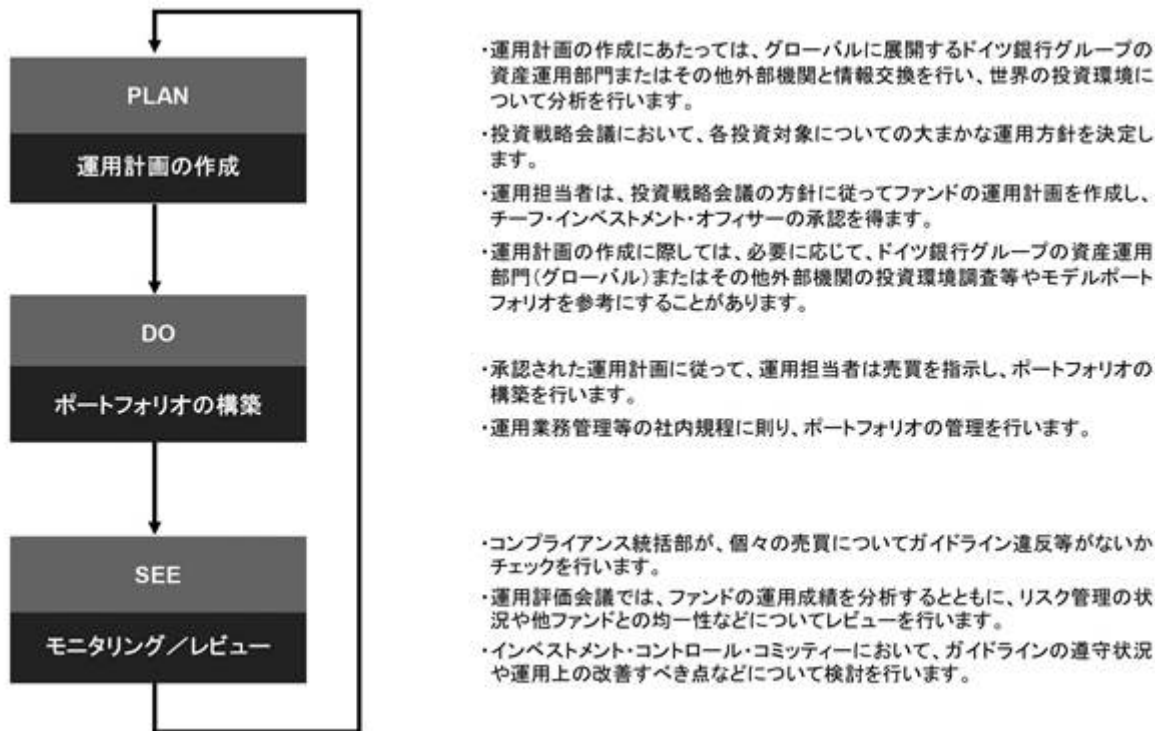 PLAN
運用計画の作成
・運用計画の作成にあたっては、グローバルに展開するドイツ銀行グループの
資産運用部門またはその他外部機関と情報交換を行い、世界の投資環境に
ついて分析を行います。
・投資戦略会議において、各投資対象についての大まかな運用方針を決定し
ます。
・運用担当者は、投資戦略会議の方針に従ってファンドの運用計画を作成し、
チーフ・インベストメント・オフィサーの承認を得ます。
・運用計画の作成に際しては、必要に応じて、ドイツ銀行グループの資産運用
部門(グローバル)またはその他外部機関の投資環境調査等やモデルポート
フォリオを参考にすることがあります。
DO
ポートフォリオの構築
・承認された運用計画に従って、運用担当者は売買を指示し、ポートフォリオの
構築を行います。
・運用業務管理等の社内規程に則り、ポートフォリオの管理を行います。
SEE
モニタリング／レビュー
・コンプライアンス統括部が、個々の売買についてガイドライン違反等がないか
チェックを行います。
・運用評価会議では、ファンドの運用成績を分析するとともに、リスク管理の状
況や他ファンドとの均一性などについてレビューを行います。
・インベストメント・コントロール・コミッティーにおいて、ガイドラインの遵守状況
や運用上の改善すべき点などについて検討を行います。